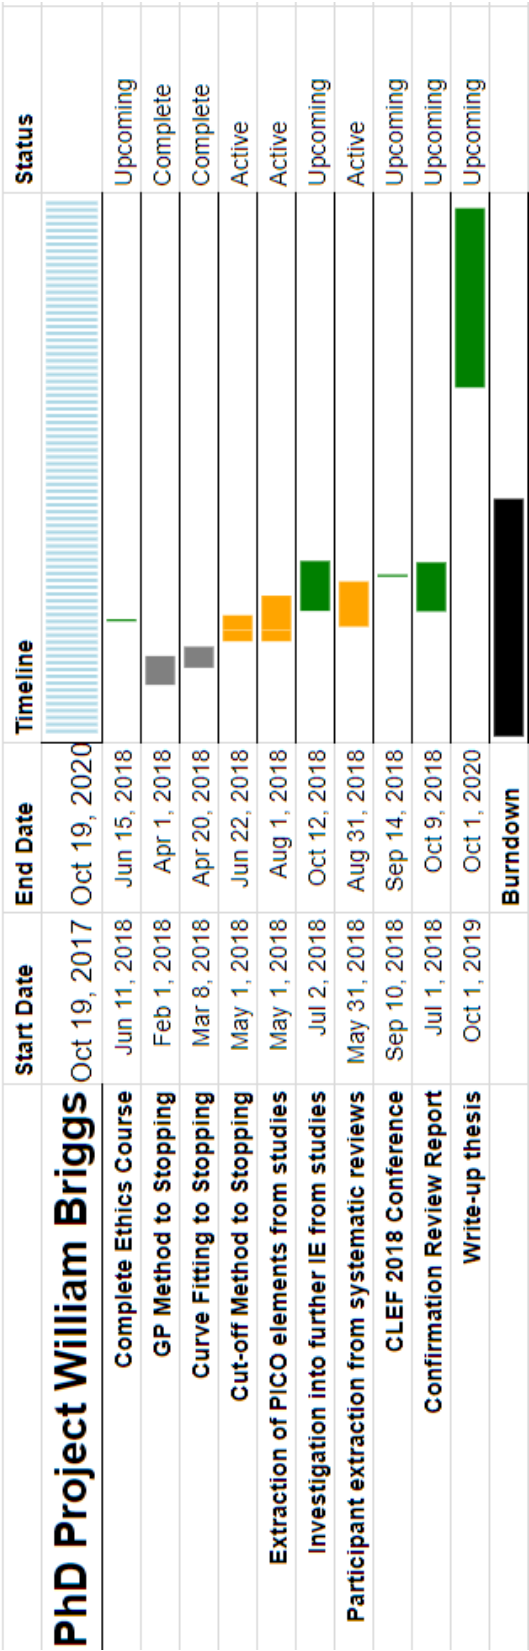 Start Date End Date Timeline Status
PhD Project William Briggs Oct 19, 2017 Oct 19, 2020
Complete Ethics Course Jun 11, 2018 Jun 15, 2018 Upcoming
GP Method to Stopping Feb 1, 2018 Apr 1, 2018 Complete
Curve Fitting to Stopping Mar 8, 2018 Apr 20, 2018 Complete
Cut-off Method to Stopping May 1, 2018 Jun 22, 2018 Active
Extraction of PICO elements from studies May 1, 2018 Aug 1, 2018 Active
Investigation into further IE from studies Jul 2, 2018 Oct 12, 2018 Upcoming
Participant extraction from systematic reviews May 31, 2018 Aug 31, 2018 Active
CLEF 2018 Conference Sep 10, 2018 Sep 14, 2018 Upcoming
Confirmation Review Report Jul 1, 2018 Oct 9, 2018 Upcoming
Write-up thesis Oct 1, 2019 Oct 1, 2020 Upcoming
Burndown